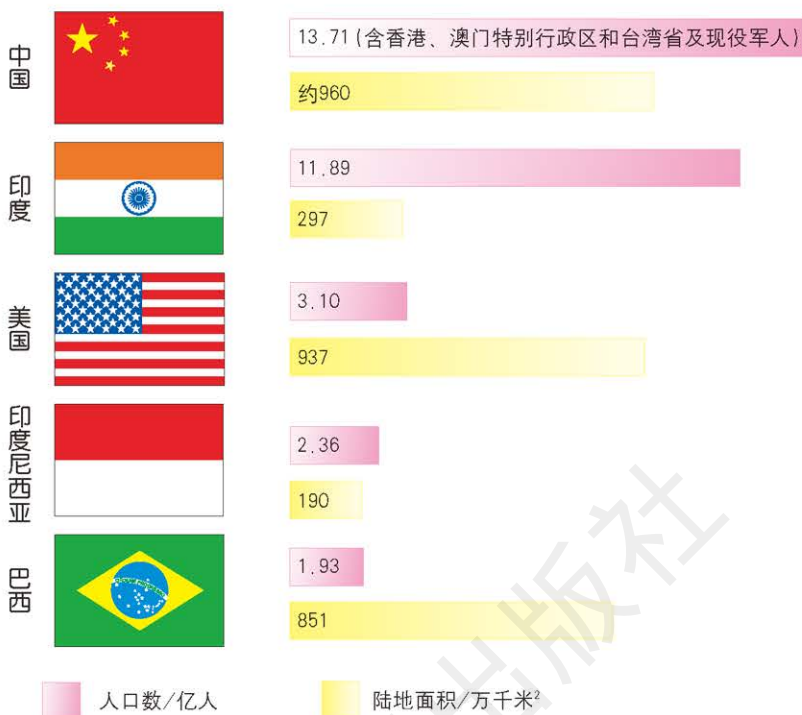 中国
13.71(含香港、澳门特别行政区和台湾省及现役军人)
约960
印度
11.89
297
美国
3.10
937
印度尼西亚
2.36
190
巴西
1.93
851
人口数/亿人
陆地面积/万千米²
出版社